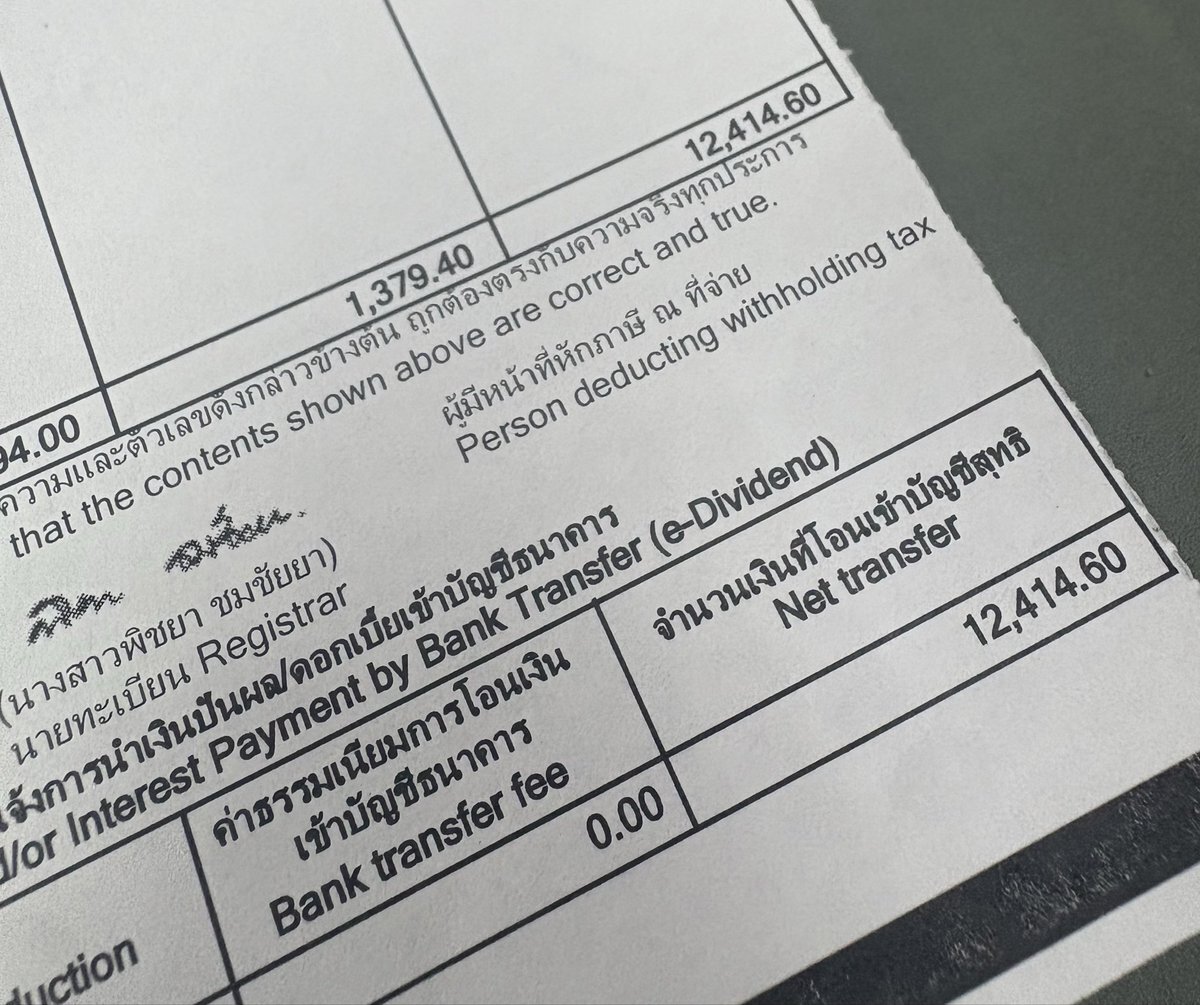 12,414.60
1,379.40
94.00
ความและตัวเลขดังกล่าวข้างต้น ถูกต้องตรงกับความจริงทุกประการ
that the contents shown above are correct and true.
ผู้มีหน้าที่หักภาษี ณ ที่จ่าย
Person deducting withholding tax
(นางสาวพิชยา ชมชัยยา)
นายทะเบียน Registrar
แจ้งการนำเงินปันผล/ดอกเบี้ยเข้าบัญชีธนาคาร
d/or Interest Payment by Bank Transfer (e-Dividend)
ค่าธรรมเนียมการโอนเงิน
เข้าบัญชีธนาคาร
Bank transfer fee
จำนวนเงินที่โอนเข้าบัญชีสุทธิ
Net transfer
duction
0.00
12,414.60